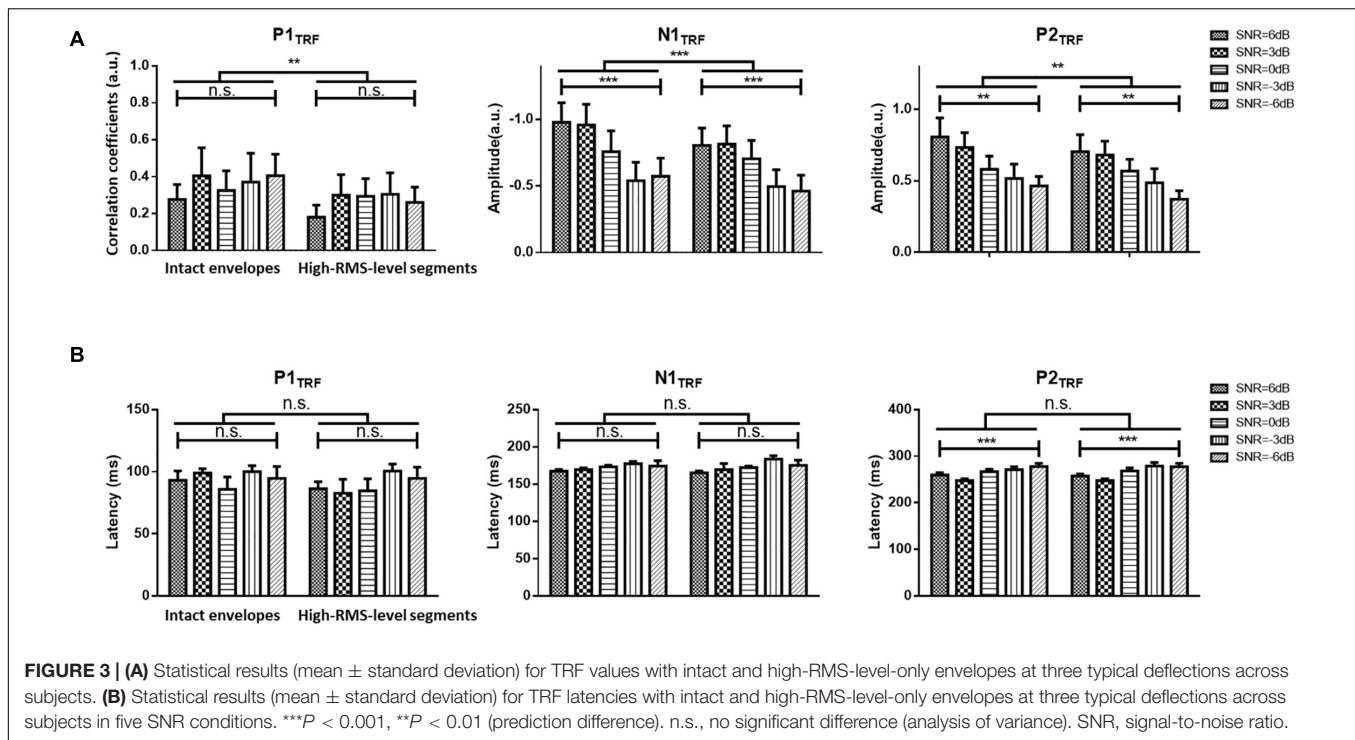 A
P1TRF
N1TRF
P2TRF
Correlation coefficients (a.u.)
1.0
0.8
0.6
0.4
0.2
0.0
**
n.s.
n.s.
Intact envelopes
High-RMS-level segments
Amplitude(a.u.)
-1.0
-0.5
0.0
***
***
***
Amplitude(a.u.)
1.0
0.5
0.0
**
**
**
SNR=6dB
SNR=3dB
SNR=0dB
SNR=-3dB
SNR=-6dB
B
P1TRF
N1TRF
P2TRF
Latency (ms)
150
100
50
0
n.s.
n.s.
n.s.
Intact envelopes
High-RMS-level segments
Latency (ms)
250
200
150
100
50
0
n.s.
n.s.
n.s.
Latency (ms)
400
300
200
100
0
n.s.
***
***
SNR=6dB
SNR=3dB
SNR=0dB
SNR=-3dB
SNR=-6dB
FIGURE 3 | (A) Statistical results (mean ± standard deviation) for TRF values with intact and high-RMS-level-only envelopes at three typical deflections across
subjects. (B) Statistical results (mean ± standard deviation) for TRF latencies with intact and high-RMS-level-only envelopes at three typical deflections across
subjects in five SNR conditions. ***P < 0.001, **P < 0.01 (prediction difference). n.s., no significant difference (analysis of variance). SNR, signal-to-noise ratio.